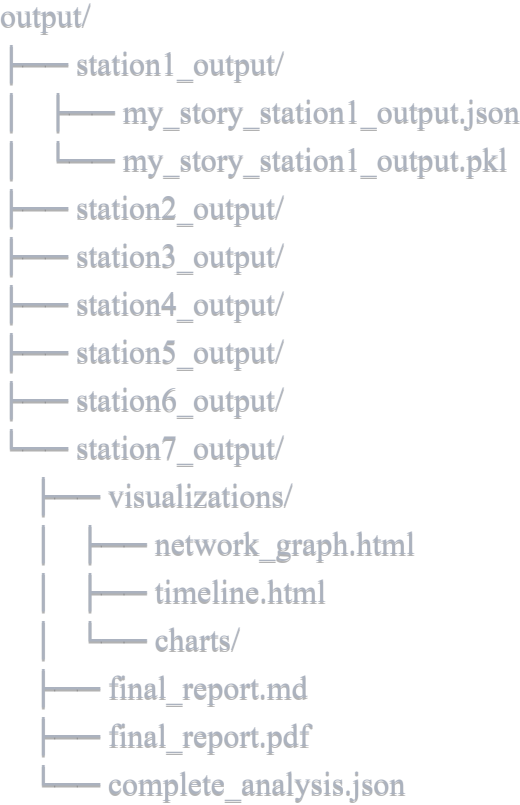 output/
├── station1_output/
│   ├── my_story_station1_output.json
│   └── my_story_station1_output.pkl
├── station2_output/
├── station3_output/
├── station4_output/
├── station5_output/
├── station6_output/
└── station7_output/
    ├── visualizations/
    │   ├── network_graph.html
    │   ├── timeline.html
    │   └── charts/
    ├── final_report.md
    ├── final_report.pdf
    └── complete_analysis.json